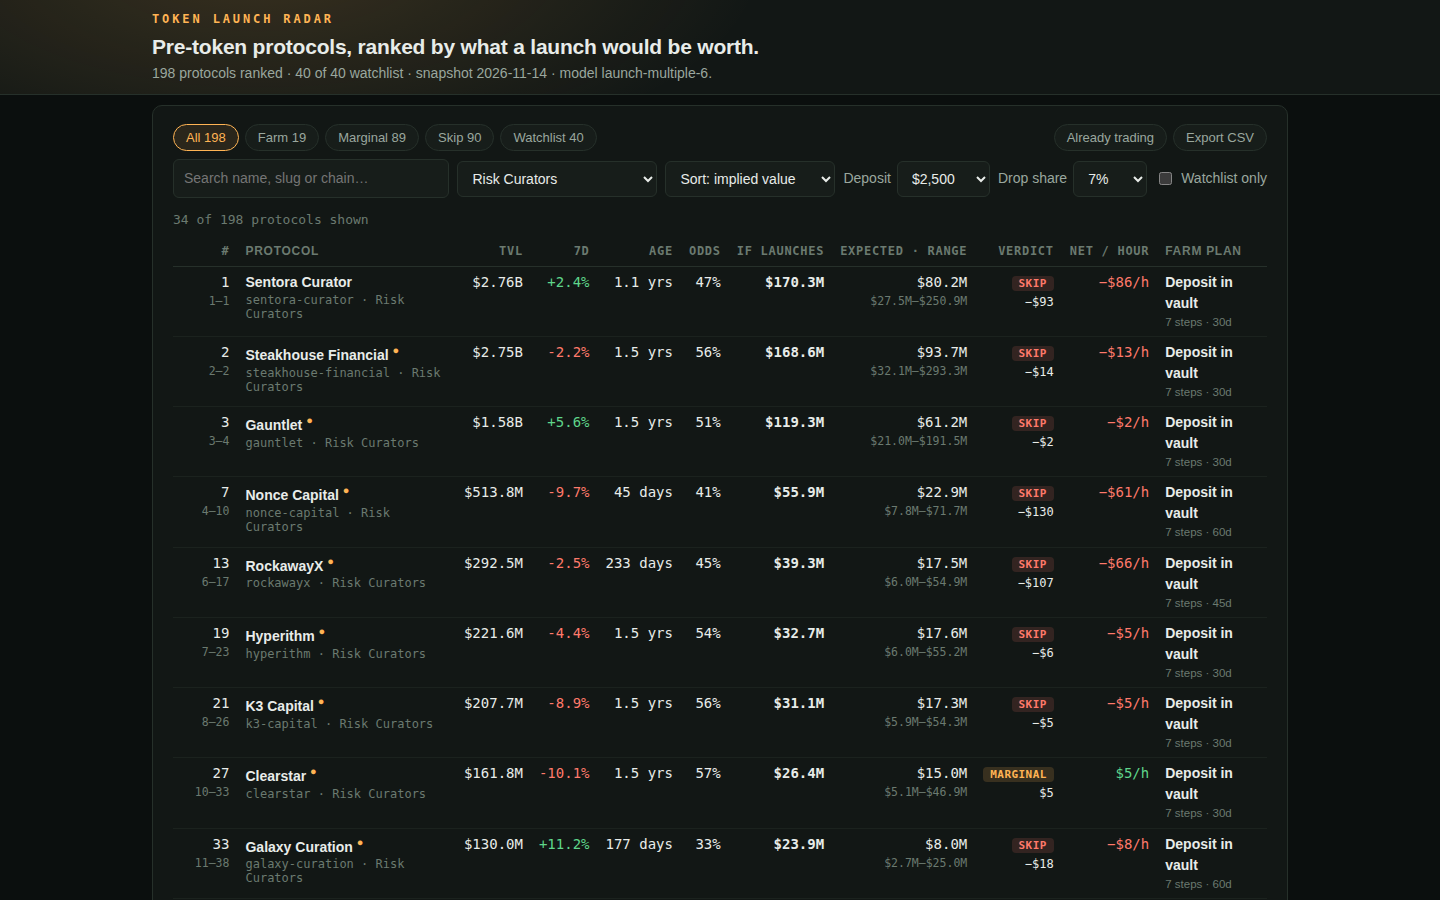 TOKEN LAUNCH RADAR
Pre-token protocols, ranked by what a launch would be worth.
198 protocols ranked · 40 of 40 watchlist · snapshot 2026-11-14 · model launch-multiple-6.
All 198 Farm 19 Marginal 89 Skip 90 Watchlist 40 Already trading Export CSV
Search name, slug or chain… Risk Curators Sort: implied value Deposit $2,500 Drop share 7% Watchlist only
34 of 198 protocols shown
# PROTOCOL TVL 7D AGE ODDS IF LAUNCHES EXPECTED · RANGE VERDICT NET / HOUR FARM PLAN
1 Sentora Curator $2.76B +2.4% 1.1 yrs 47% $170.3M $80.2M SKIP −$86/h Deposit in vault
1–1 sentora-curator · Risk Curators $27.5M–$250.9M −$93 7 steps · 30d
2 Steakhouse Financial $2.75B -2.2% 1.5 yrs 56% $168.6M $93.7M SKIP −$13/h Deposit in vault
2–2 steakhouse-financial · Risk Curators $32.1M–$293.3M −$14 7 steps · 30d
3 Gauntlet $1.58B +5.6% 1.5 yrs 51% $119.3M $61.2M SKIP −$2/h Deposit in vault
3–4 gauntlet · Risk Curators $21.0M–$191.5M −$2 7 steps · 30d
7 Nonce Capital $513.8M -9.7% 45 days 41% $55.9M $22.9M SKIP −$61/h Deposit in vault
4–10 nonce-capital · Risk Curators $7.8M–$71.7M −$130 7 steps · 60d
13 RockawayX $292.5M -2.5% 233 days 45% $39.3M $17.5M SKIP −$66/h Deposit in vault
6–17 rockawayx · Risk Curators $6.0M–$54.9M −$107 7 steps · 45d
19 Hyperithm $221.6M -4.4% 1.5 yrs 54% $32.7M $17.6M SKIP −$5/h Deposit in vault
7–23 hyperithm · Risk Curators $6.0M–$55.2M −$6 7 steps · 30d
21 K3 Capital $207.7M -8.9% 1.5 yrs 56% $31.1M $17.3M SKIP −$5/h Deposit in vault
8–26 k3-capital · Risk Curators $5.9M–$54.3M −$5 7 steps · 30d
27 Clearstar $161.8M -10.1% 1.5 yrs 57% $26.4M $15.0M MARGINAL $5/h Deposit in vault
10–33 clearstar · Risk Curators $5.1M–$46.9M $5 7 steps · 30d
33 Galaxy Curation $130.0M +11.2% 177 days 33% $23.9M $8.0M SKIP −$8/h Deposit in vault
11–38 galaxy-curation · Risk Curators $2.7M–$25.0M −$18 7 steps · 60d